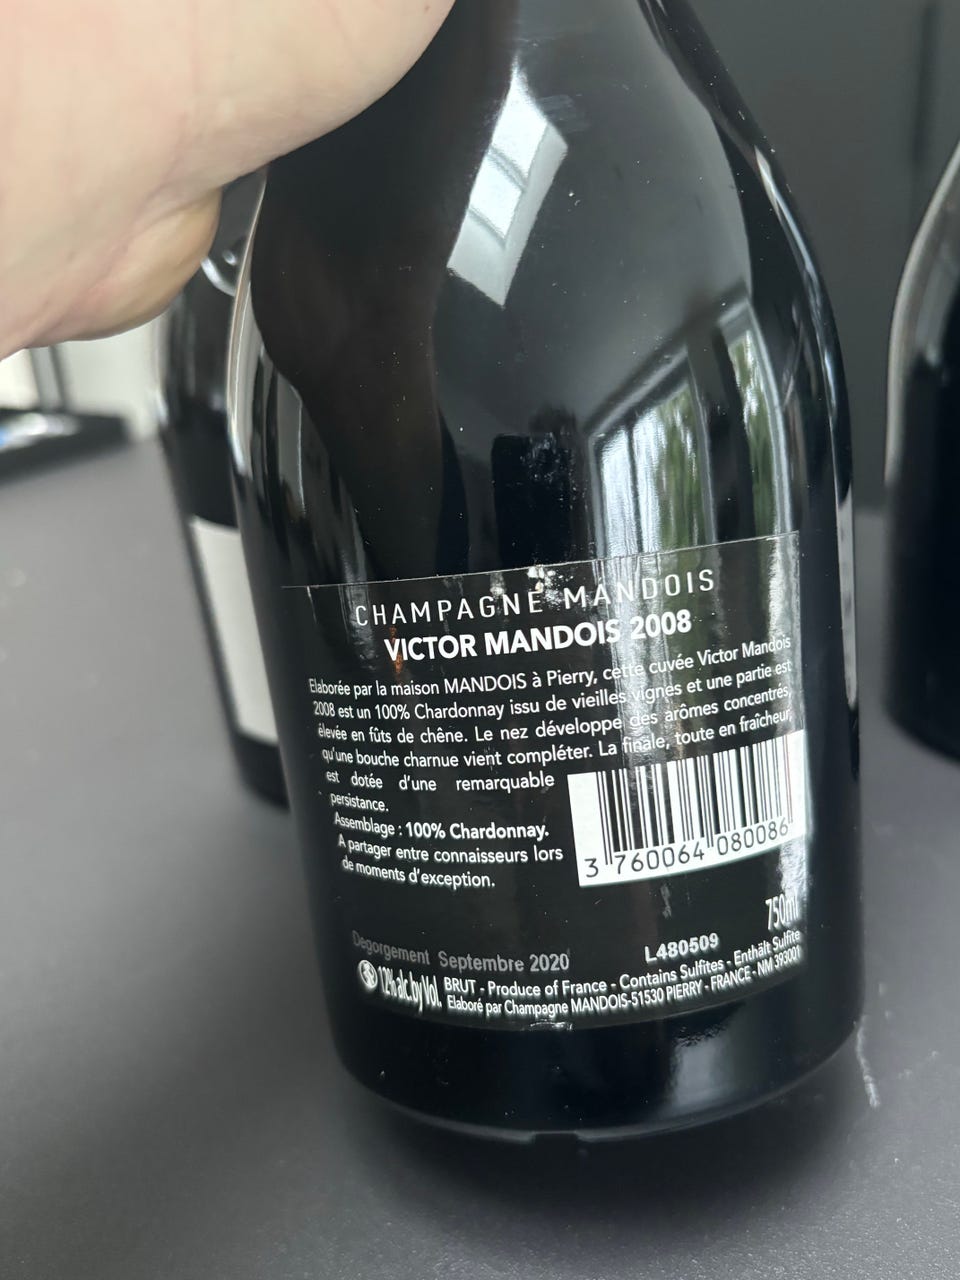 CHAMPAGNE MANDOIS
VICTOR MANDOIS 2008
Elaborée par la maison MANDOIS à Pierry, cette cuvée Victor Mandois
2008 est un 100% Chardonnay issu de vieilles vignes et une partie est
élevée en fûts de chêne. Le nez développe des arômes concentrés,
qu'une bouche charnue vient compléter. La finale, toute en fraîcheur,
est dotée d'une remarquable
persistance.
Assemblage : 100% Chardonnay.
A partager entre connaisseurs lors
de moments d'exception.
3 760064 080086
750ml
Dégorgement Septembre 2020
L480509
12% alc. by Vol.
BRUT - Produce of France - Contains Sulfites - Enthält Sulfite
Elaboré par Champagne MANDOIS-51530 PIERRY - FRANCE - NM 393001